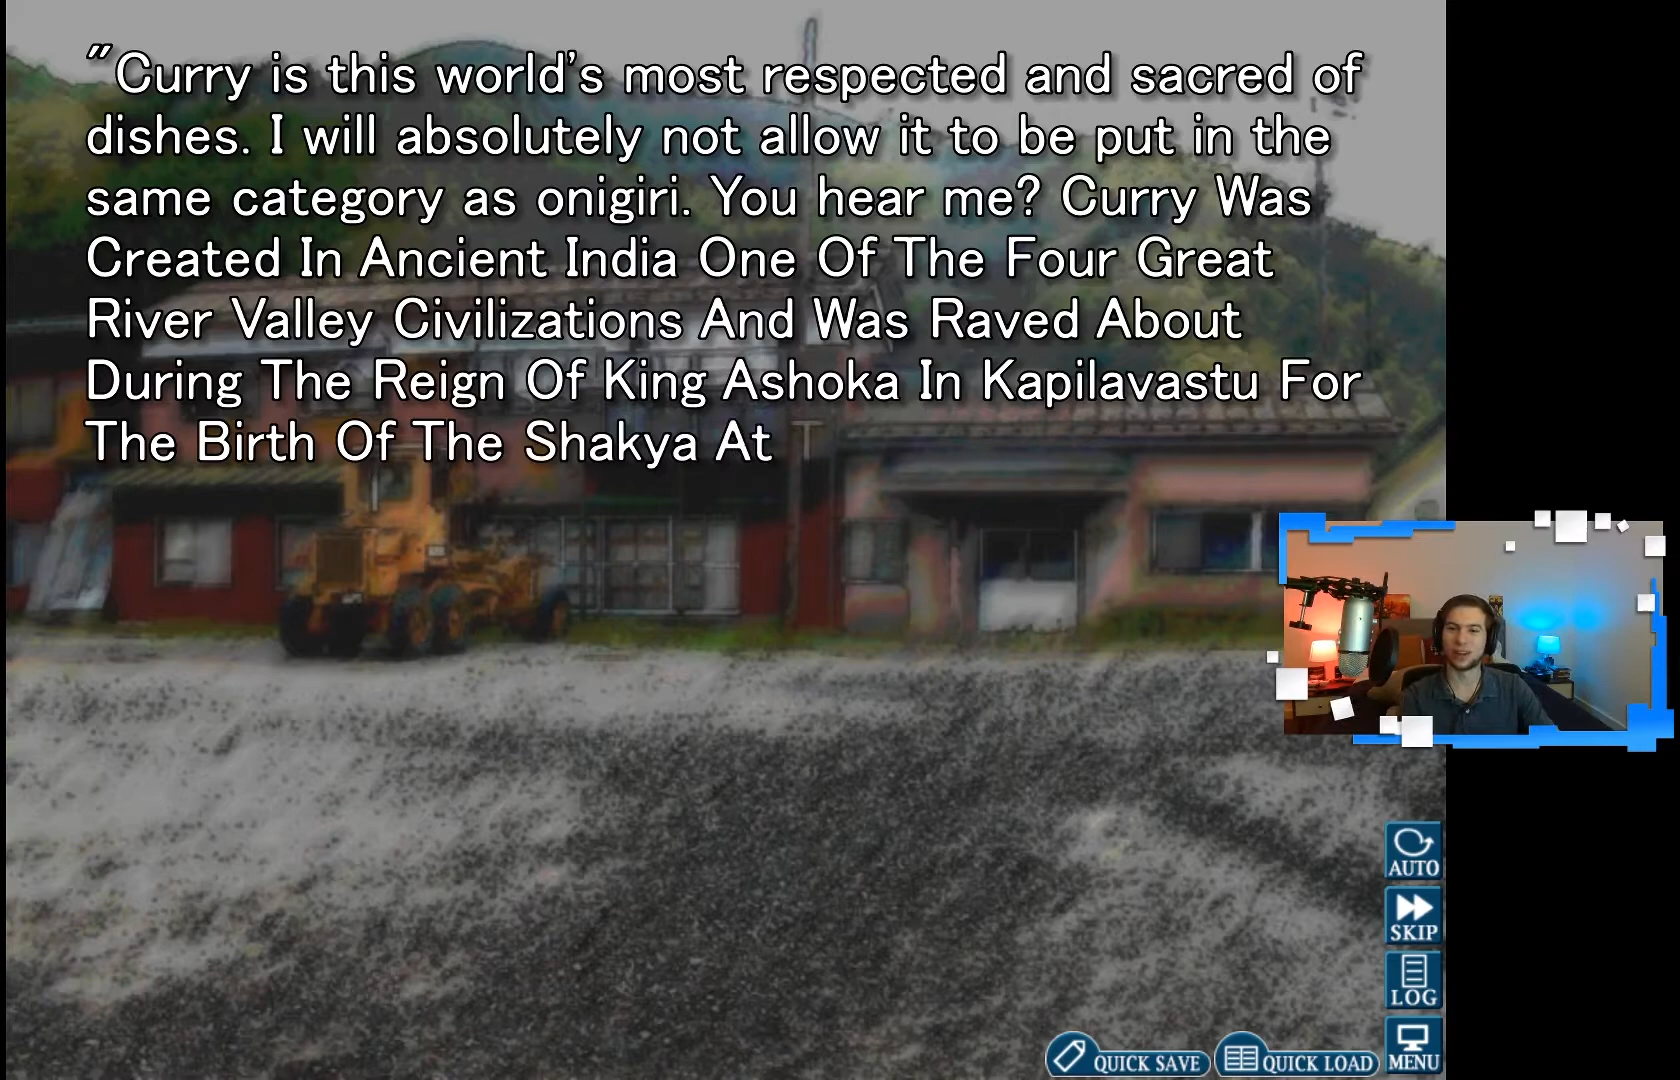 "Curry is this world's most respected and sacred of
dishes. I will absolutely not allow it to be put in the
same category as onigiri. You hear me? Curry Was
Created In Ancient India One Of The Four Great
River Valley Civilizations And Was Raved About
During The Reign Of King Ashoka In Kapilavastu For
The Birth Of The Shakya At T
AUTO
SKIP
LOG
QUICK SAVE
QUICK LOAD
MENU